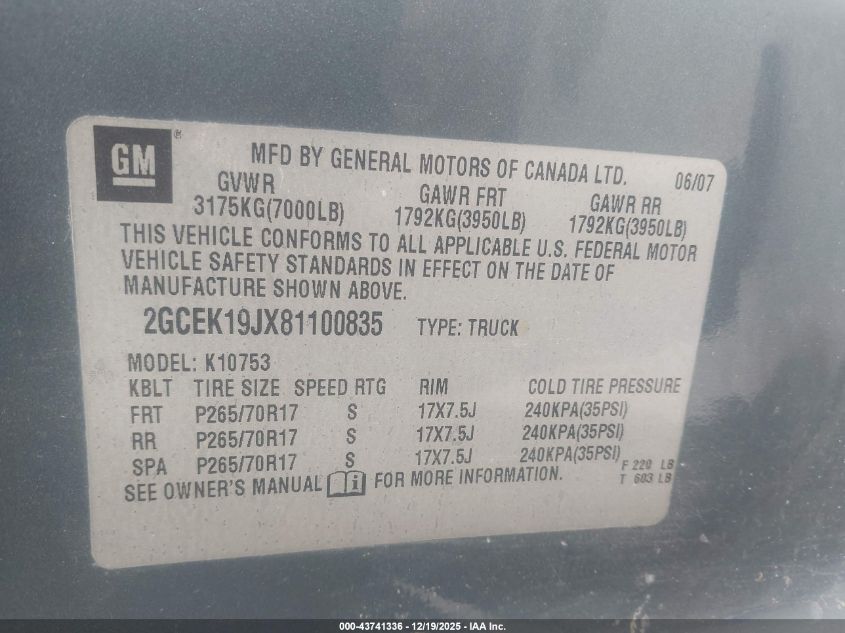 GM ®
MFD BY GENERAL MOTORS OF CANADA LTD. 06/07
GVWR GAWR FRT GAWR RR
3175KG(7000LB) 1792KG(3950LB) 1792KG(3950LB)
THIS VEHICLE CONFORMS TO ALL APPLICABLE U.S. FEDERAL MOTOR
VEHICLE SAFETY STANDARDS IN EFFECT ON THE DATE OF
MANUFACTURE SHOWN ABOVE.
2GCEK19JX81100835 TYPE: TRUCK
MODEL: K10753
KBLT TIRE SIZE SPEED RTG RIM COLD TIRE PRESSURE
FRT P265/70R17 S 17X7.5J 240KPA(35PSI)
RR P265/70R17 S 17X7.5J 240KPA(35PSI)
SPA P265/70R17 S 17X7.5J 240KPA(35PSI)
F 220 LB
T 603 LB
SEE OWNER'S MANUAL i FOR MORE INFORMATION.
000-43741336 - 12/19/2025 - IAA Inc.